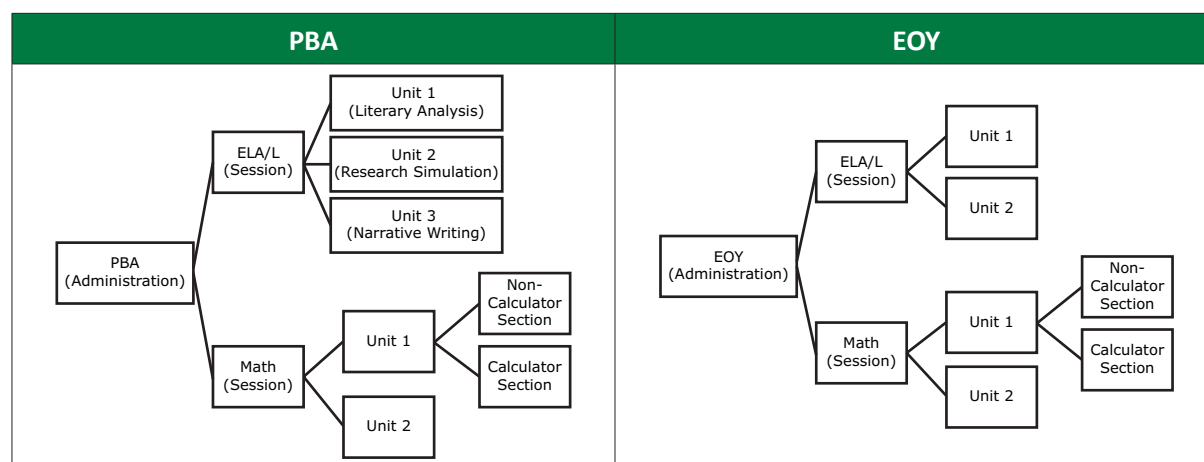 PBA
EOY
Unit 1
(Literary Analysis)
ELA/L
(Session)
Unit 2
(Research Simulation)
Unit 3
(Narrative Writing)
PBA
(Administration)
Math
(Session)
Unit 1
Non-
Calculator
Section
Calculator
Section
Unit 2
Unit 1
ELA/L
(Session)
Unit 2
EOY
(Administration)
Math
(Session)
Unit 1
Non-
Calculator
Section
Calculator
Section
Unit 2